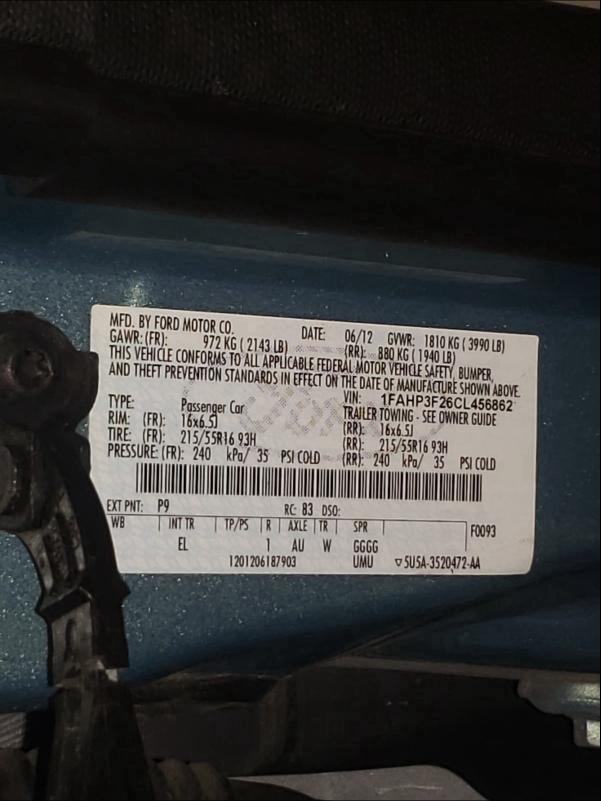 MFD. BY FORD MOTOR CO. DATE: 06/12 GVWR: 1810 KG ( 3990 LB)
GAWR:(FR): 972 KG ( 2143 LB) (RR): 880 KG ( 1940 LB)
THIS VEHICLE CONFORMS TO ALL APPLICABLE FEDERAL MOTOR VEHICLE SAFETY, BUMPER,
AND THEFT PREVENTION STANDARDS IN EFFECT ON THE DATE OF MANUFACTURE SHOWN ABOVE.
VIN: 1FAHP3F26CL456862
TYPE: Passenger Car TRAILER TOWING - SEE OWNER GUIDE
RIM: (FR): 16x6.5J (RR): 16x6.5J
TIRE: (FR): 215/55R16 93H (RR): 215/55R16 93H
PRESSURE:(FR): 240 kPa/ 35 PSI COLD (RR): 240 kPa/ 35 PSI COLD
EXT PNT: P9 RC: 83 DSO:
WB INT TR TP/PS R AXLE TR SPR F0093
EL 1 AU W GGGG
1201206187903 UMU ▽5U5A-3520472-AA